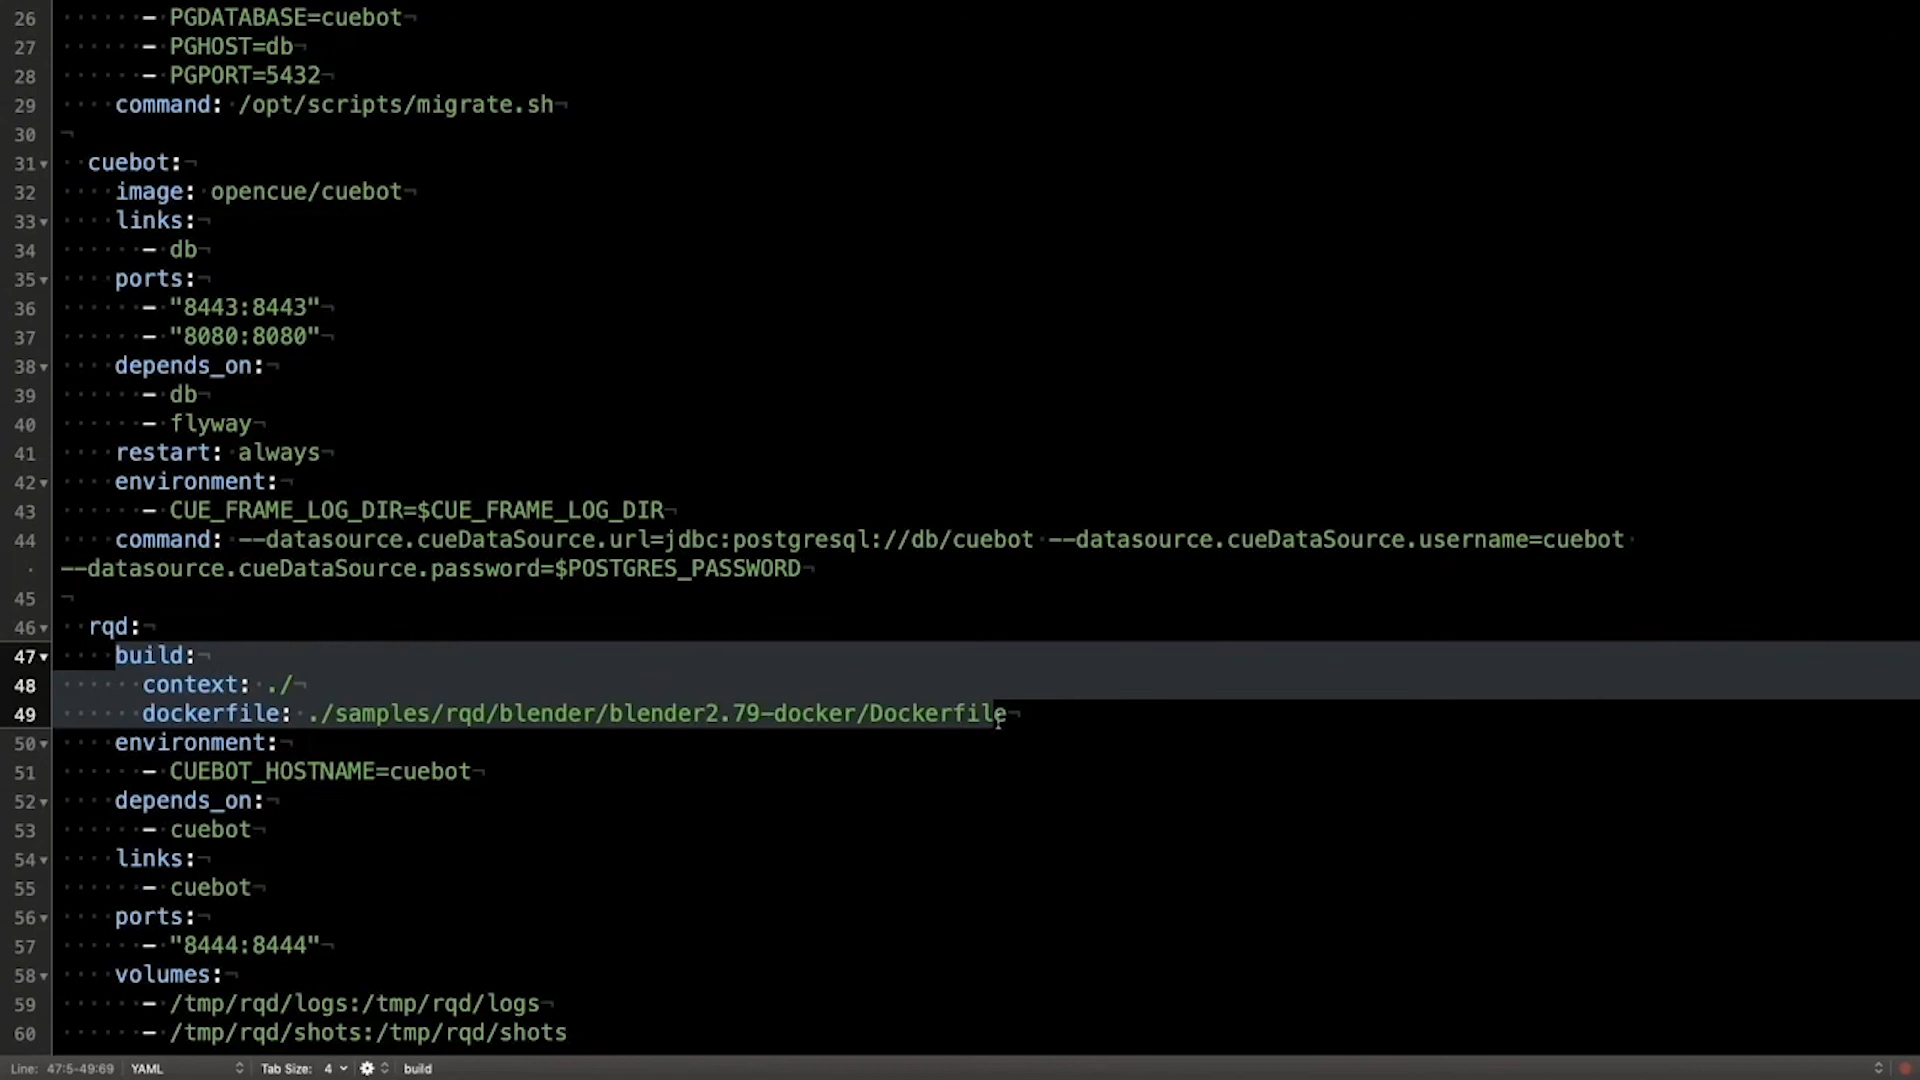 26 - PGDATABASE=cuebot
27 - PGHOST=db
28 - PGPORT=5432
29 command: /opt/scripts/migrate.sh
30
31 cuebot:
32 image: opencue/cuebot
33 links:
34 - db
35 ports:
36 - "8443:8443"
37 - "8080:8080"
38 depends_on:
39 - db
40 - flyway
41 restart: always
42 environment:
43 - CUE_FRAME_LOG_DIR=$CUE_FRAME_LOG_DIR
44 command: --datasource.cueDataSource.url=jdbc:postgresql://db/cuebot --datasource.cueDataSource.username=cuebot
--datasource.cueDataSource.password=$POSTGRES_PASSWORD
45
46 rqd:
47 build:
48 context: ./
49 dockerfile: ./samples/rqd/blender/blender2.79-docker/Dockerfile
50 environment:
51 - CUEBOT_HOSTNAME=cuebot
52 depends_on:
53 - cuebot
54 links:
55 - cuebot
56 ports:
57 - "8444:8444"
58 volumes:
59 - /tmp/rqd/logs:/tmp/rqd/logs
60 - /tmp/rqd/shots:/tmp/rqd/shots
Line: 47:5-49:69 YAML Tab Size: 4 build